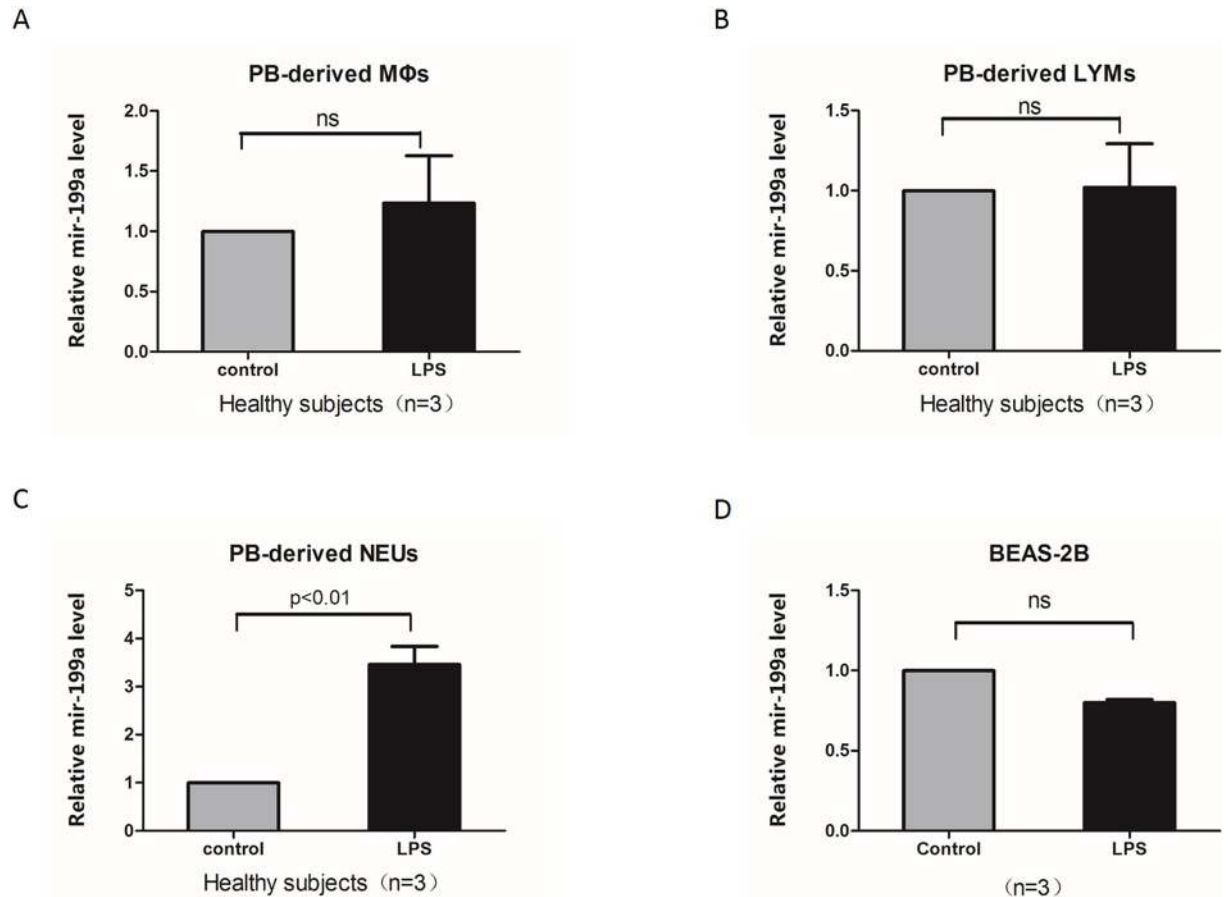 A
PB-derived MΦs
Relative mir-199a level
2.0
1.5
1.0
0.5
0.0
ns
control
LPS
Healthy subjects（n=3）
B
PB-derived LYMs
Relative mir-199a level
1.5
1.0
0.5
0.0
ns
control
LPS
Healthy subjects（n=3）
C
PB-derived NEUs
Relative mir-199a level
5
4
3
2
1
0
p<0.01
control
LPS
Healthy subjects（n=3）
D
BEAS-2B
Relative mir-199a level
1.5
1.0
0.5
0.0
ns
Control
LPS
（n=3）